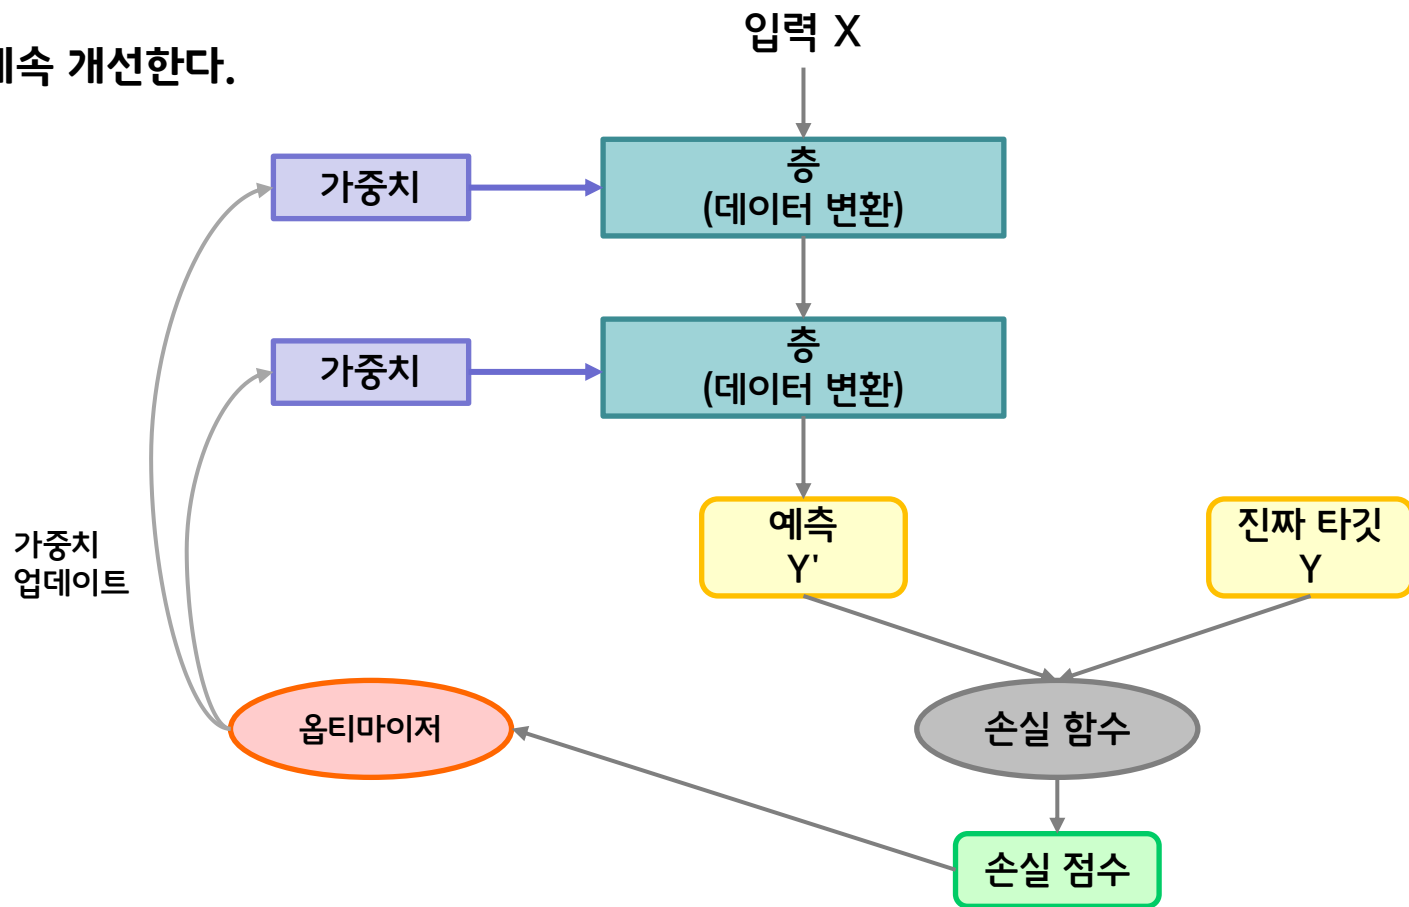 입력 X
계속 개선한다.
가중치
층
(데이터 변환)
가중치
층
(데이터 변환)
예측
Y'
진짜 타깃
Y
가중치
업데이트
옵티마이저
손실 함수
손실 점수